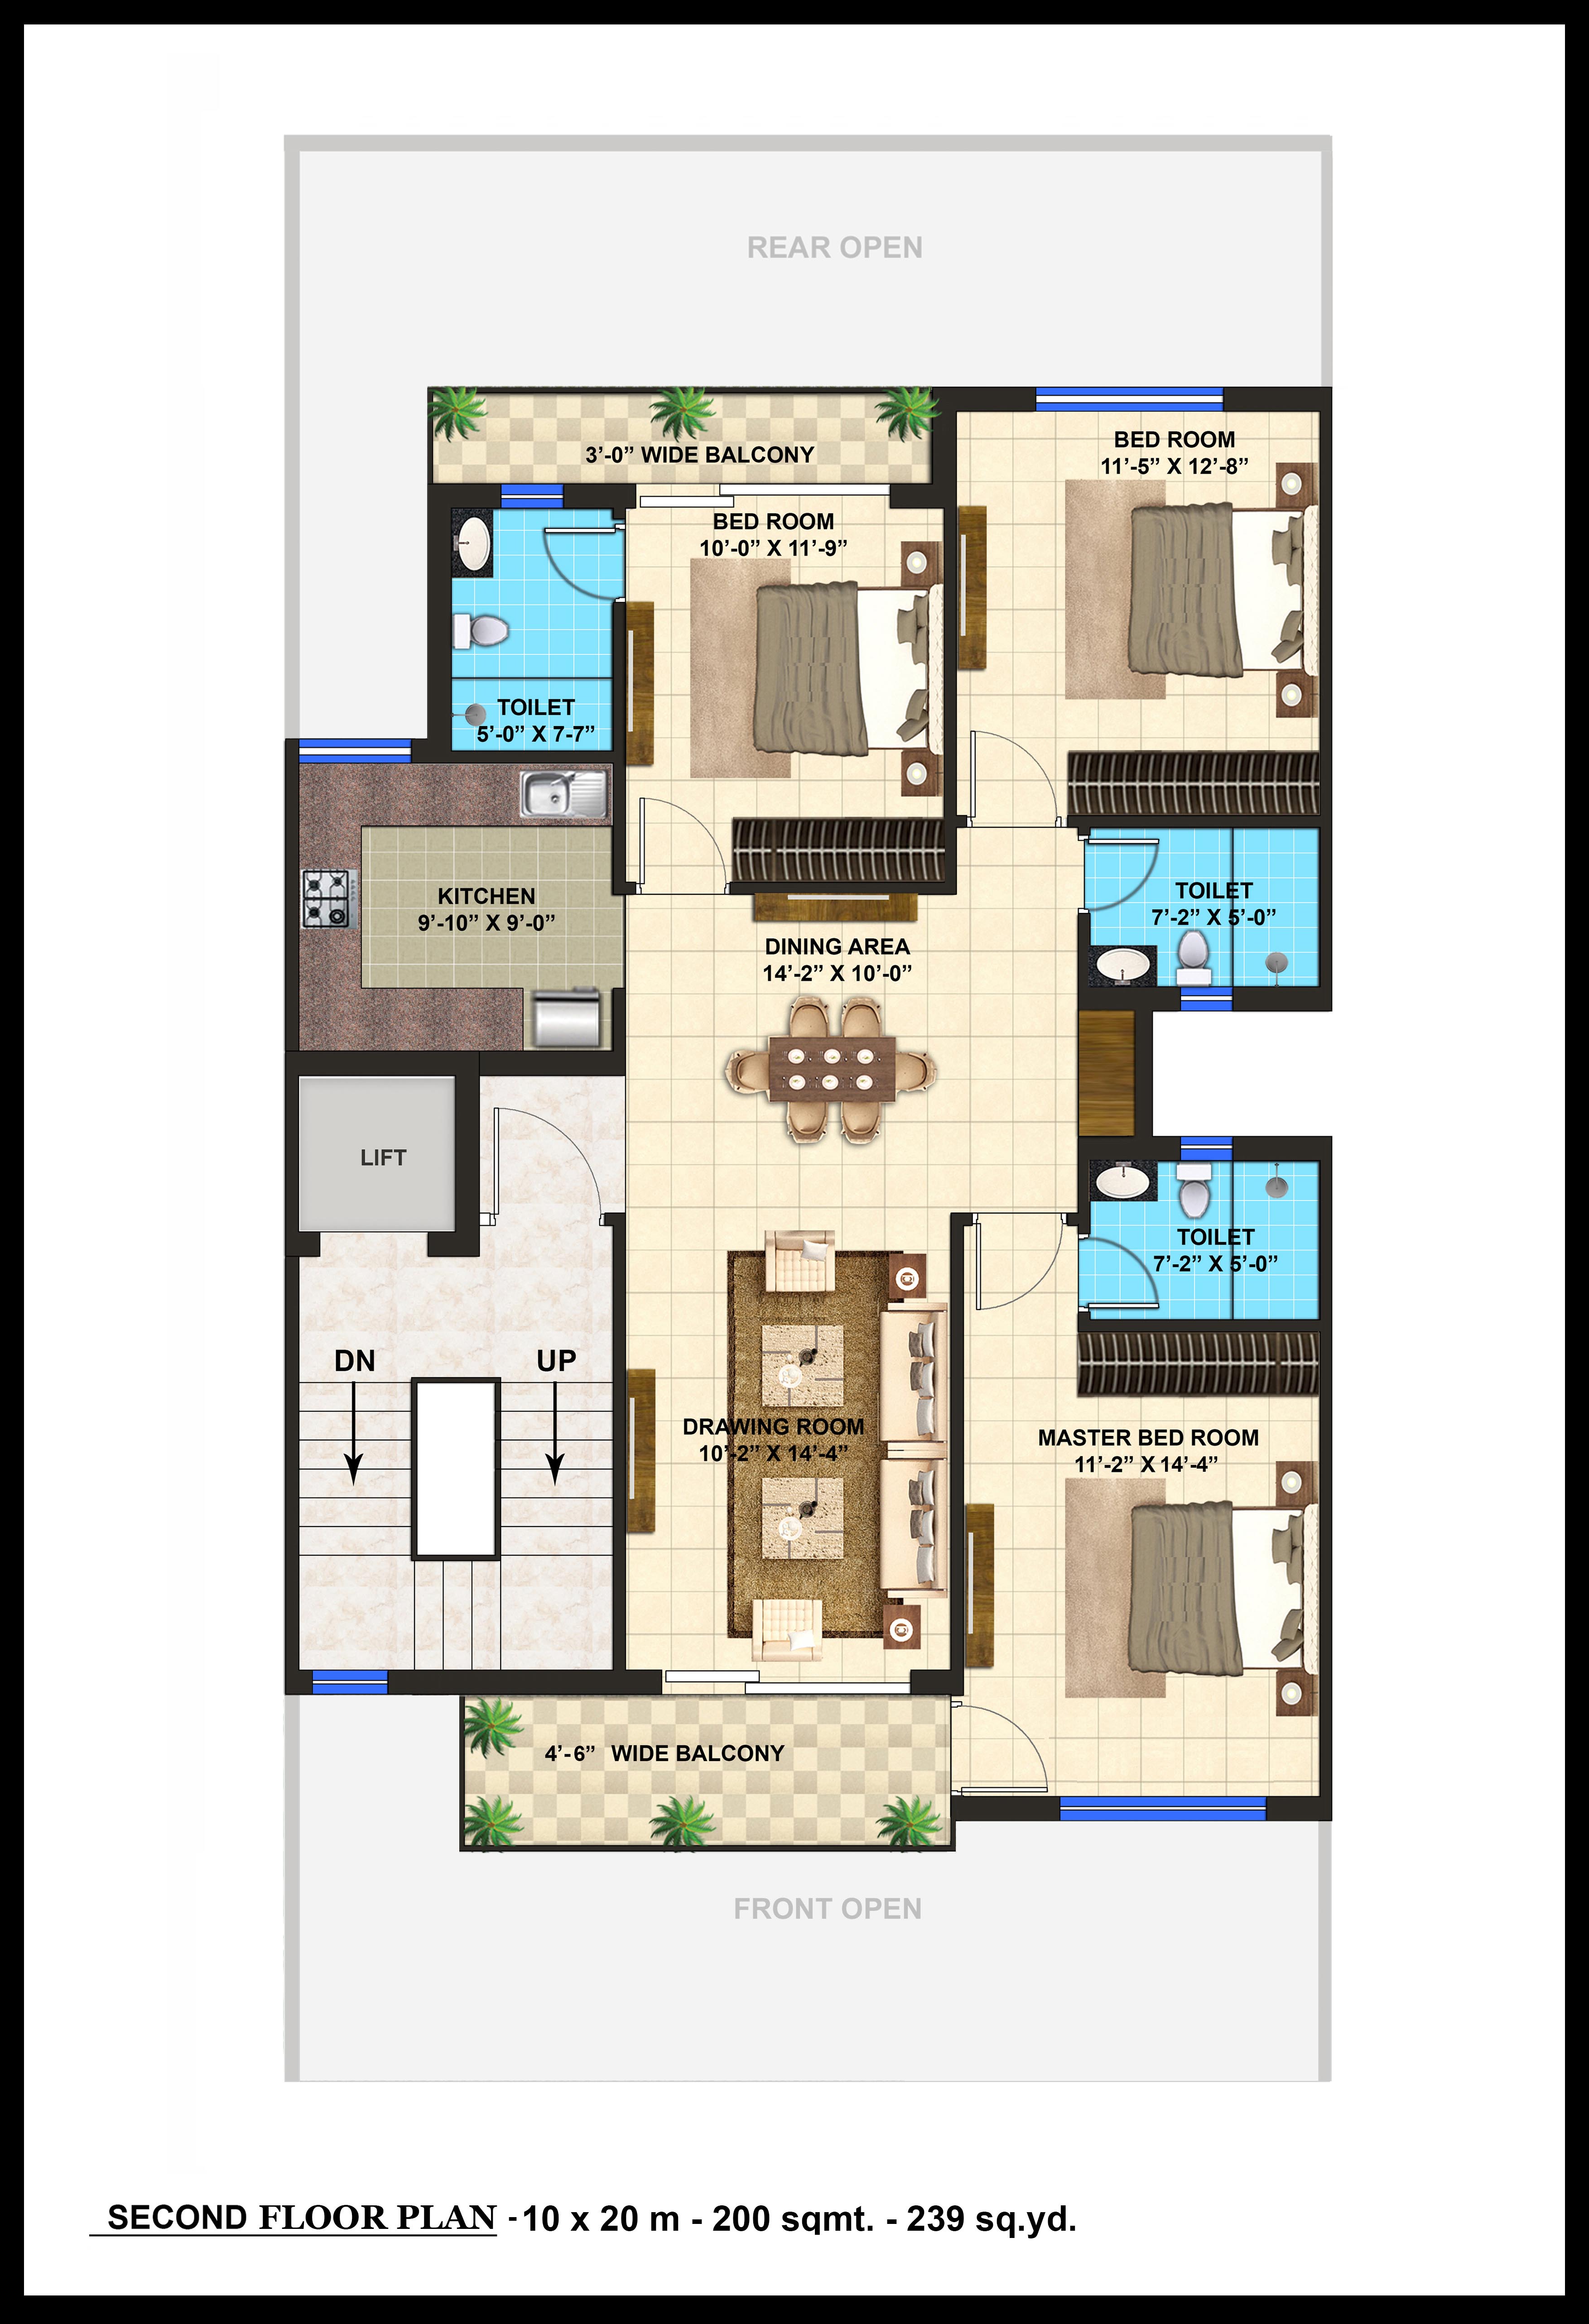 REAR OPEN
BED ROOM
11’-5” X 12’-8”
3’-0” WIDE BALCONY
BED ROOM
10’-0” X 11’-9”
TOILET
5’-0” X 7-7”
KITCHEN
9’-10” X 9’-0”
TOILET
7’-2” X 5’-0”
DINING AREA
14’-2” X 10’-0”
LIFT
TOILET
7’-2” X 5’-0”
DN
UP
DRAWING ROOM
10’-2” X 14’-4”
MASTER BED ROOM
11’-2” X 14’-4”
4’-6” WIDE BALCONY
FRONT OPEN
SECOND FLOOR PLAN -10 x 20 m - 200 sqmt. - 239 sq.yd.